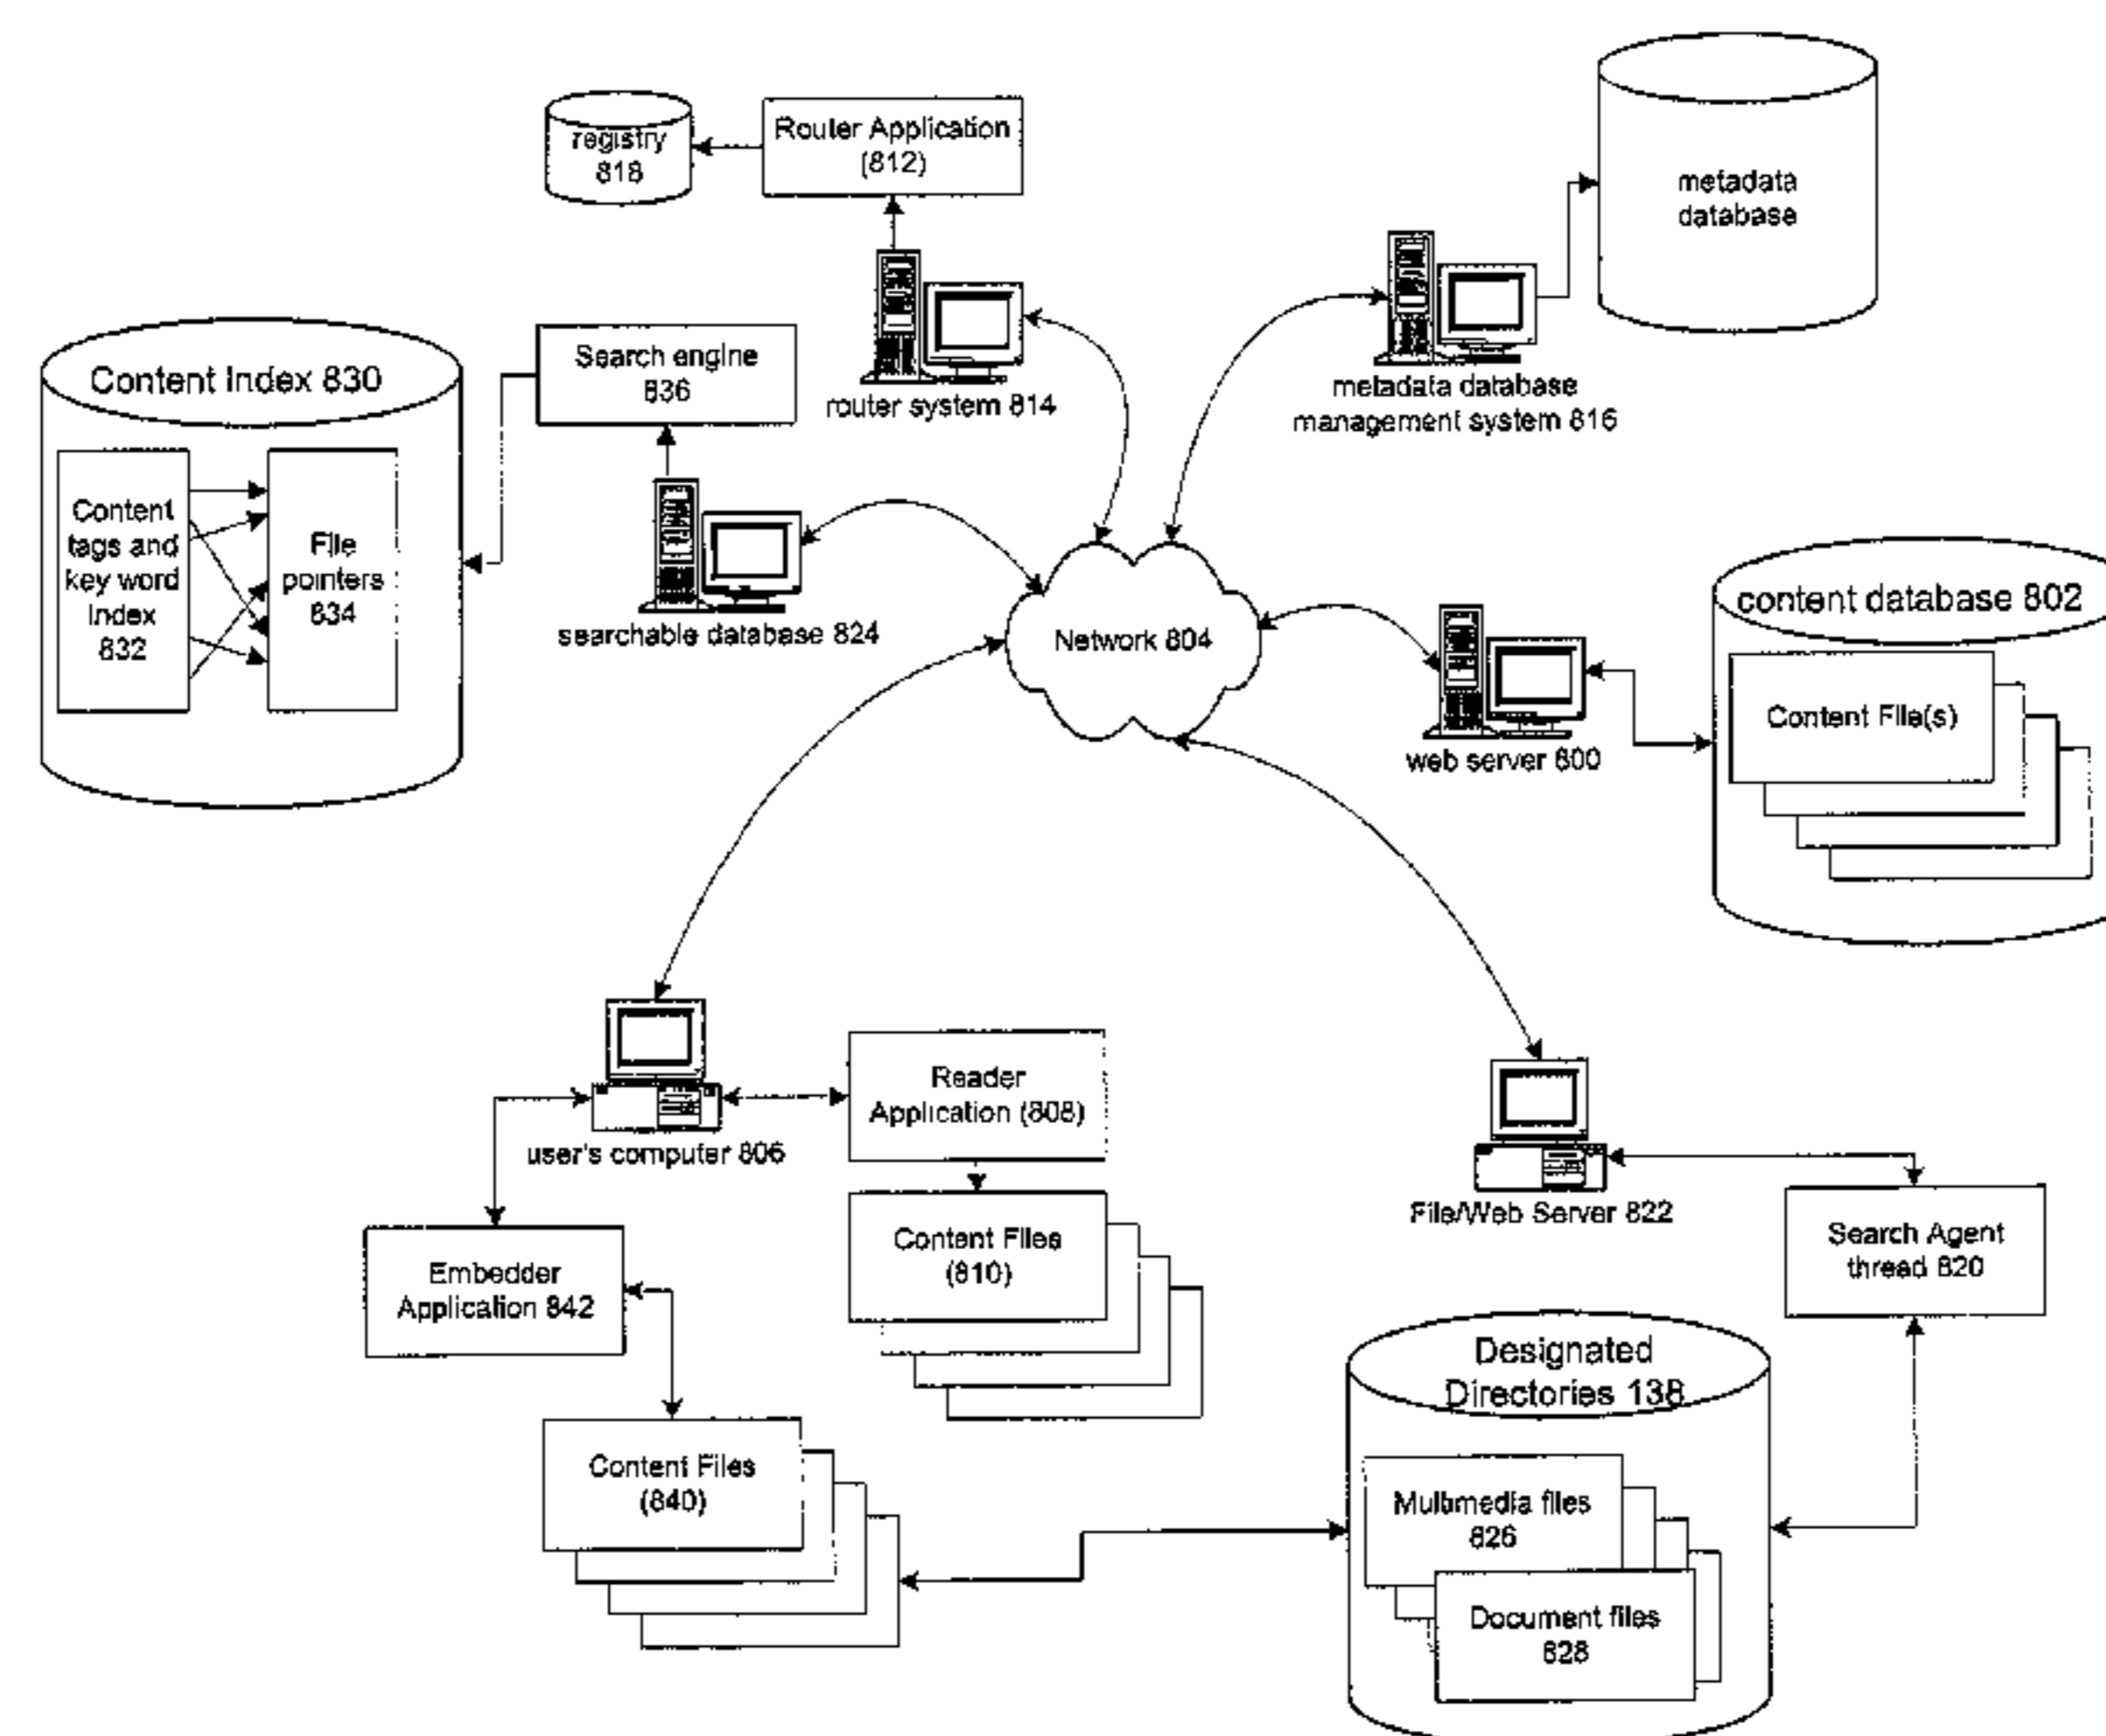 registry
818
Router Application
(812)
metadata
database
Search engine
836
router system 814
metadata database
management system 816
Content Index 830
Content
tags and
key word
Index
832
File
pointers
834
searchable database 824
Network 804
content database 802
Content File(s)
web server 800
user's computer 806
Reader
Application (808)
File/Web Server 822
Search Agent
thread 820
Embedder
Application 842
Content Files
(810)
Designated
Directories 138
Content Files
(840)
Multimedia files
826
Document files
828